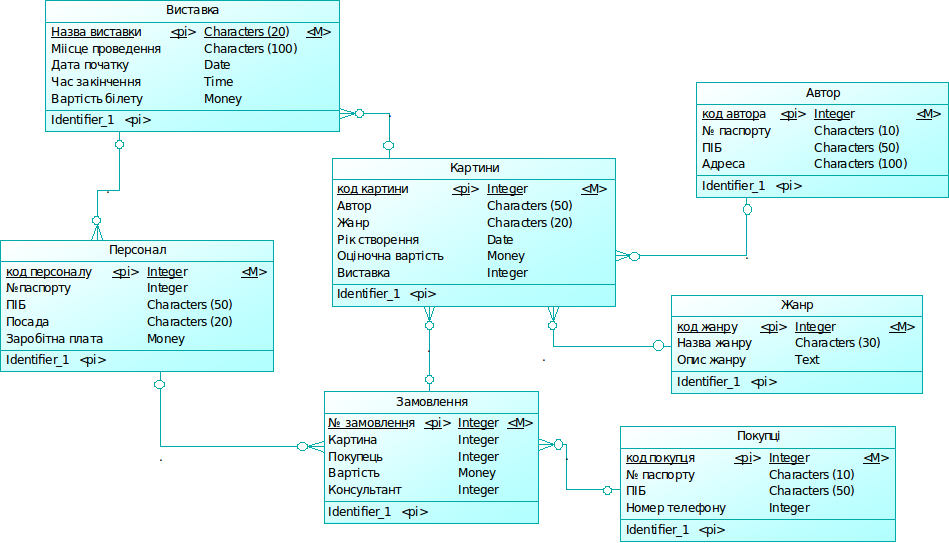 Виставка
Назва виставки <pi> Characters (20) <M>
Міісце проведення Characters (100)
Дата початку Date
Час закінчення Time
Вартість білету Money
Identifier_1 <pi>
Автор
код автора <pi> Integer <M>
№ паспорту Characters (10)
ПІБ Characters (50)
Адреса Characters (100)
Identifier_1 <pi>
Картини
код картини <pi> Integer <M>
Автор Characters (50)
Жанр Characters (20)
Рік створення Date
Оціночна вартість Money
Виставка Integer
Identifier_1 <pi>
Персонал
код персоналу <pi> Integer <M>
№паспорту Integer
ПІБ Characters (50)
Посада Characters (20)
Заробітна плата Money
Identifier_1 <pi>
Жанр
код жанру <pi> Integer <M>
Назва жанру Characters (30)
Опис жанру Text
Identifier_1 <pi>
Замовлення
№ замовлення <pi> Integer <M>
Картина Integer
Покупець Integer
Вартість Money
Консультант Integer
Identifier_1 <pi>
Покупці
код покупця <pi> Integer <M>
№ паспорту Characters (10)
ПІБ Characters (50)
Номер телефону Integer
Identifier_1 <pi>